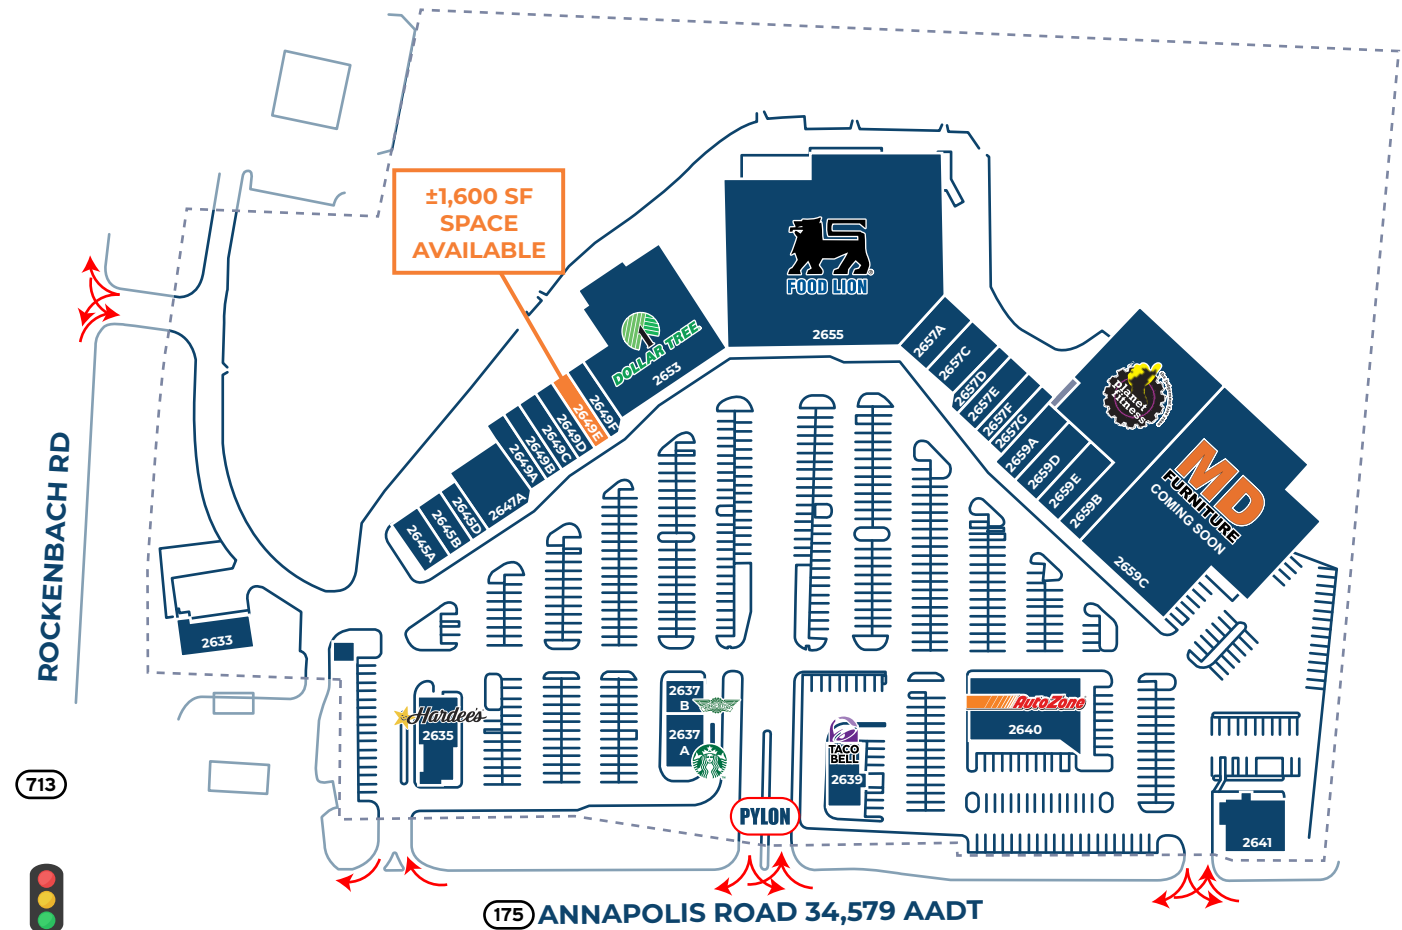 ±1,600 SF
SPACE
AVAILABLE
FOOD LION
2655
DOLLAR TREE
2653
2649F
2649E
2649D
2649C
2649B
2649A
2647A
2645D
2645B
2645A
2657A
2657C
2657D
2657E
2657F
2657G
2659A
2659D
2659E
2659B
planet
fitness
MD
FURNITURE
COMING SOON
2659C
ROCKENBACH RD
2633
Hardee's
2635
2637
B
2637
A
TACO
BELL
2639
AutoZone
2640
2641
PYLON
713
175
ANNAPOLIS ROAD 34,579 AADT